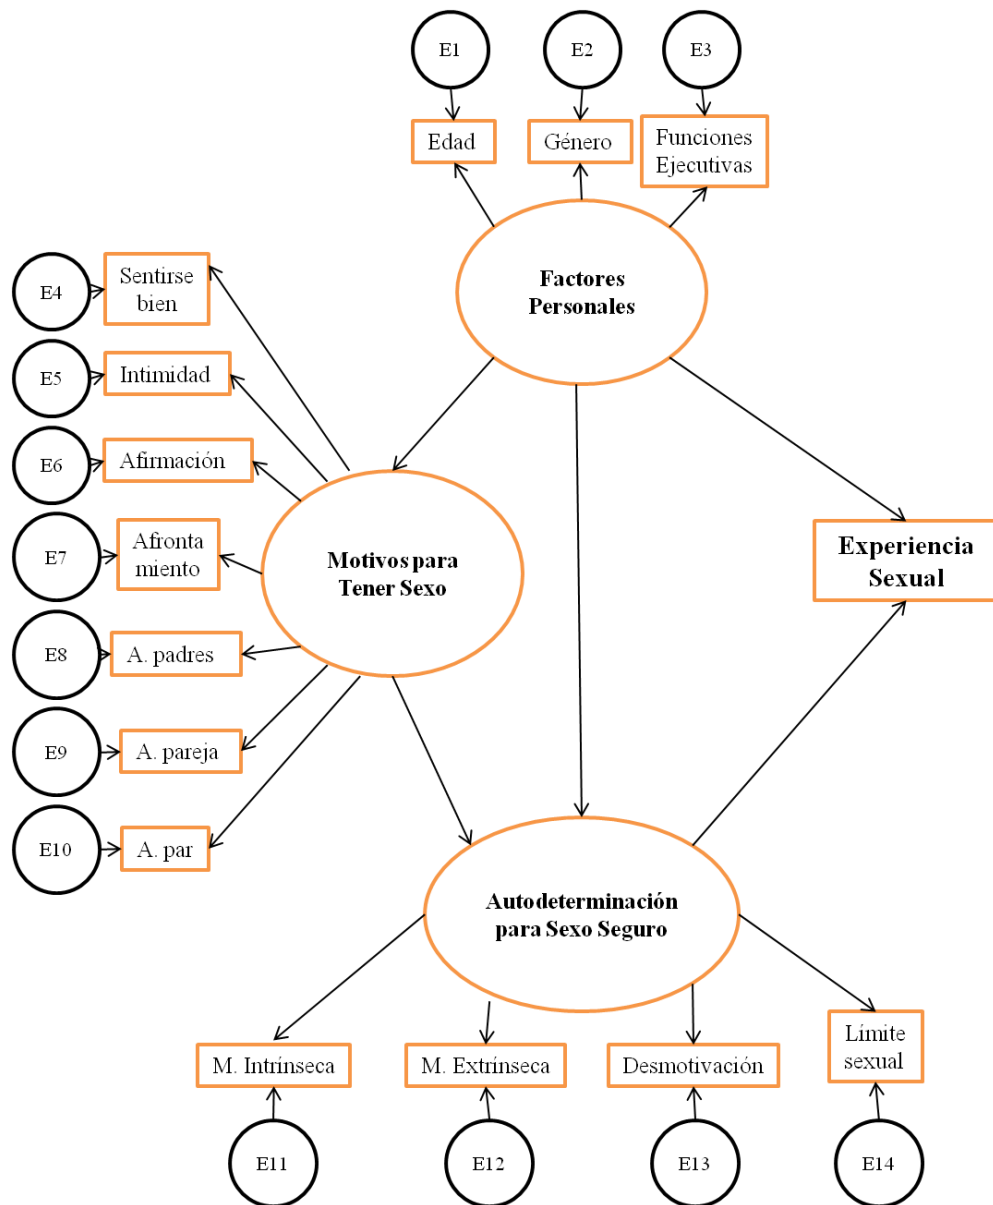 E1
E2
E3
Edad
Género
Funciones
Ejecutivas
Factores
Personales
E4
Sentirse
bien
E5
Intimidad
E6
Afirmación
E7
Afronta
miento
Motivos para
Tener Sexo
Experiencia
Sexual
E8
A. padres
E9
A. pareja
E10
A. par
Autodeterminación
para Sexo Seguro
M. Intrínseca
M. Extrínseca
Desmotivación
Límite
sexual
E11
E12
E13
E14